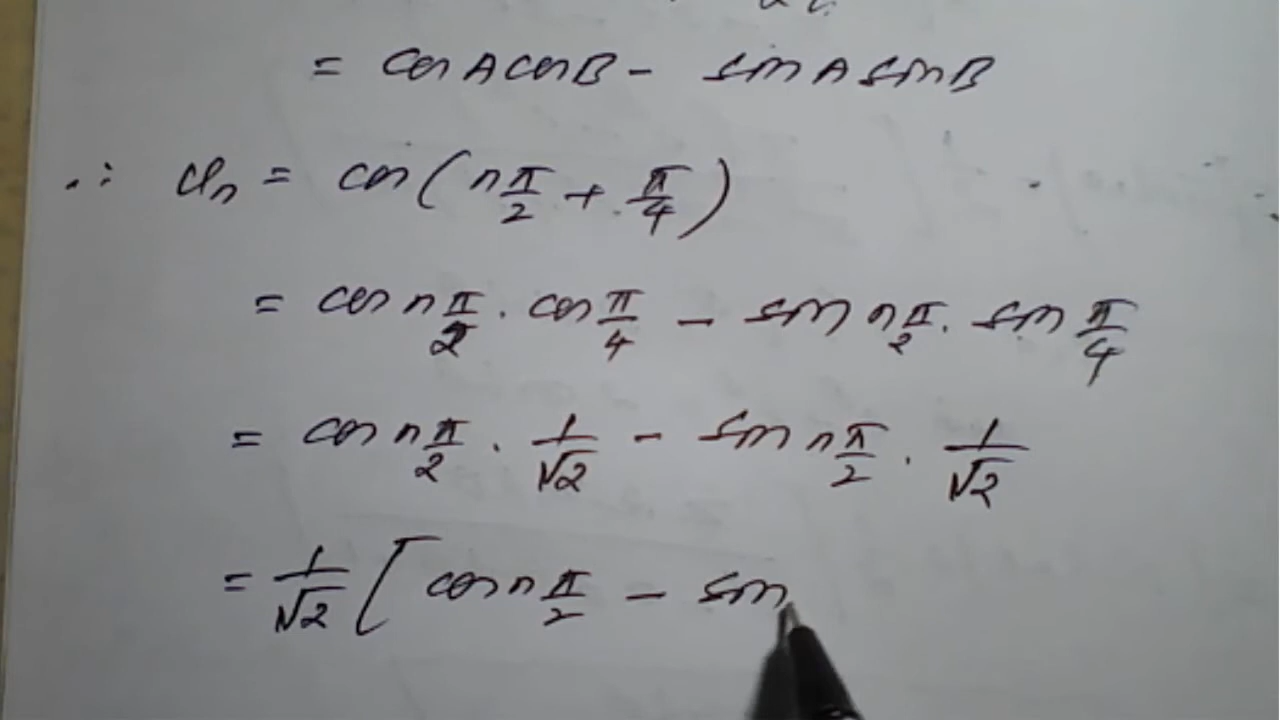 = cos A cos B - sin A sin B
∴ un = cos (nπ/2 + π/4)
= cos nπ/2 . cos π/4 - sin nπ/2 . sin π/4
= cos nπ/2 . 1/√2 - sin nπ/2 . 1/√2
= 1/√2 [ cos nπ/2 - sin